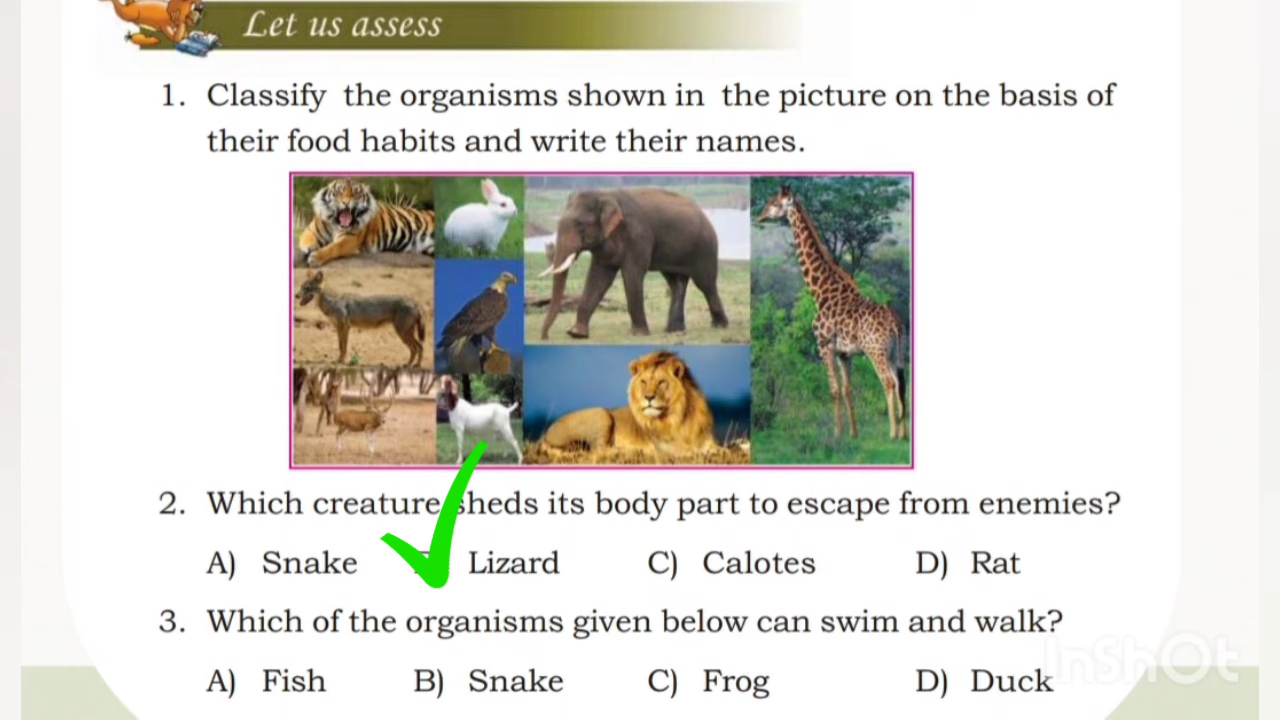 Let us assess
1. Classify the organisms shown in the picture on the basis of
their food habits and write their names.
2. Which creature sheds its body part to escape from enemies?
A) Snake Lizard C) Calotes D) Rat
3. Which of the organisms given below can swim and walk?
A) Fish B) Snake C) Frog D) Duck
InShOt